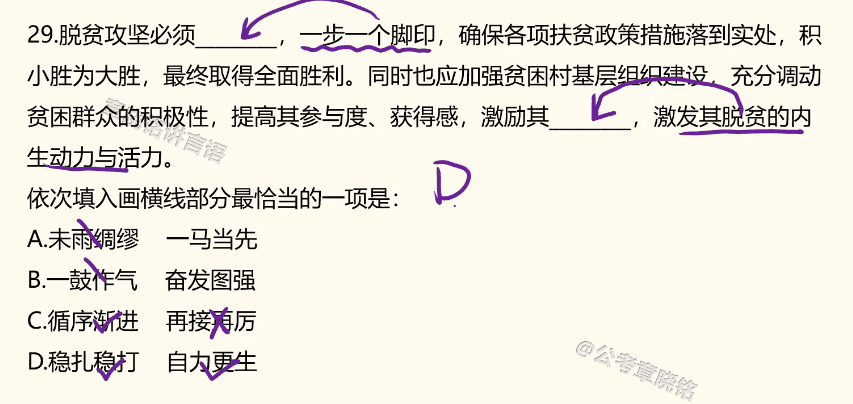 29.脱贫攻坚必须_______，一步一个脚印，确保各项扶贫政策措施落到实处，积
小胜为大胜，最终取得全面胜利。同时也应加强贫困村基层组织建设，充分调动
贫困群众的积极性，提高其参与度、获得感，激励其_______，激发其脱贫的内
生动力与活力。
依次填入画横线部分最恰当的一项是：
D
A.未雨绸缪 一马当先
B.一鼓作气 奋发图强
C.循序渐进 再接再厉
D.稳扎稳打 自力更生
@公考章晓铭